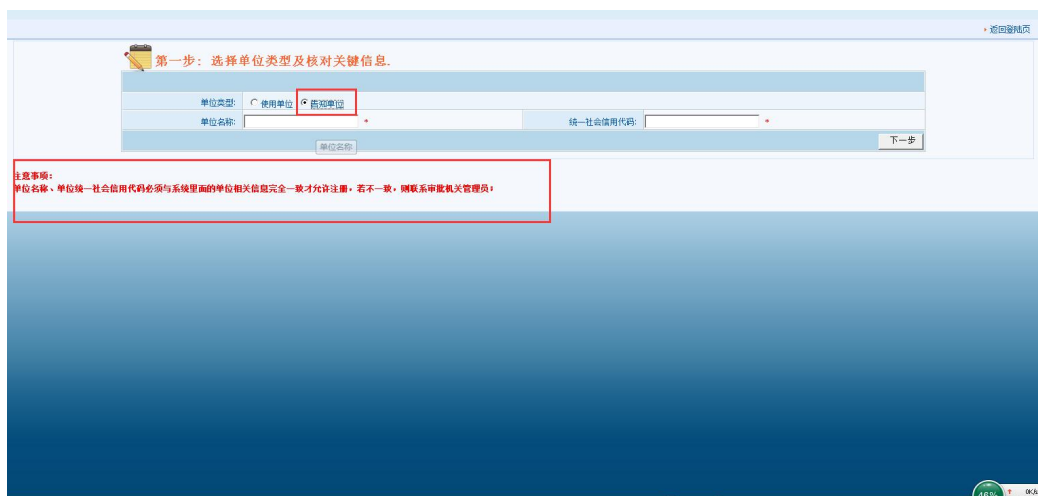 返回登陆页
第一步：选择单位类型及核对关键信息.
单位类型: 使用单位 告知单位
单位名称: * 统一社会信用代码: *
单位名称
下一步
注意事项：
单位名称、单位统一社会信用代码必须与系统里面的单位相关信息完全一致才允许注册，若不一致，则联系审批机关管理员；
46%